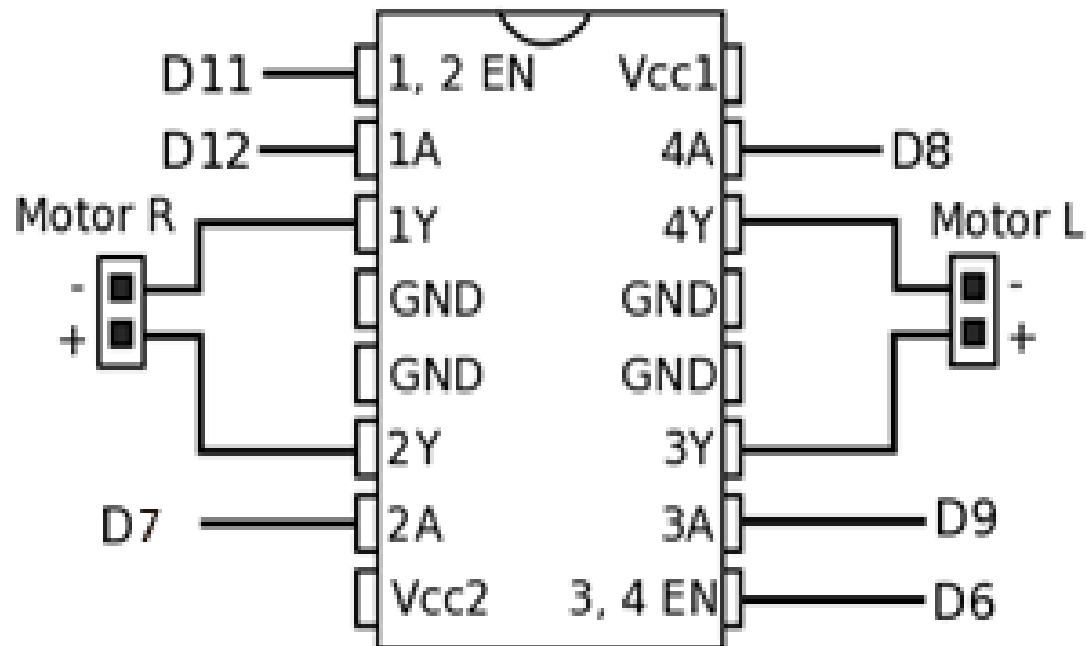 D11 1, 2 EN Vcc1
D12 1A 4A D8
Motor R 1Y 4Y Motor L
- GND GND -
+ GND GND +
2Y 3Y
D7 2A 3A D9
Vcc2 3, 4 EN D6